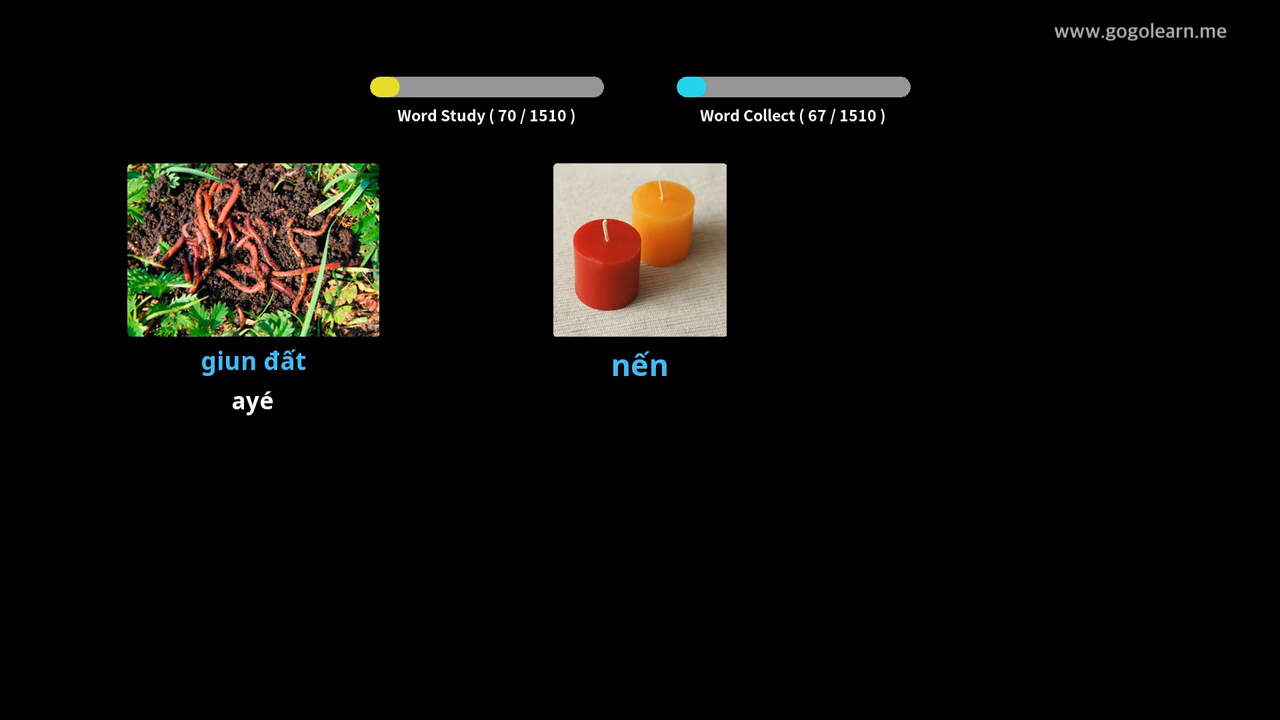 www.gogolearn.me
Word Study ( 70 / 1510 )
Word Collect ( 67 / 1510 )
giun đất
ayé
nến